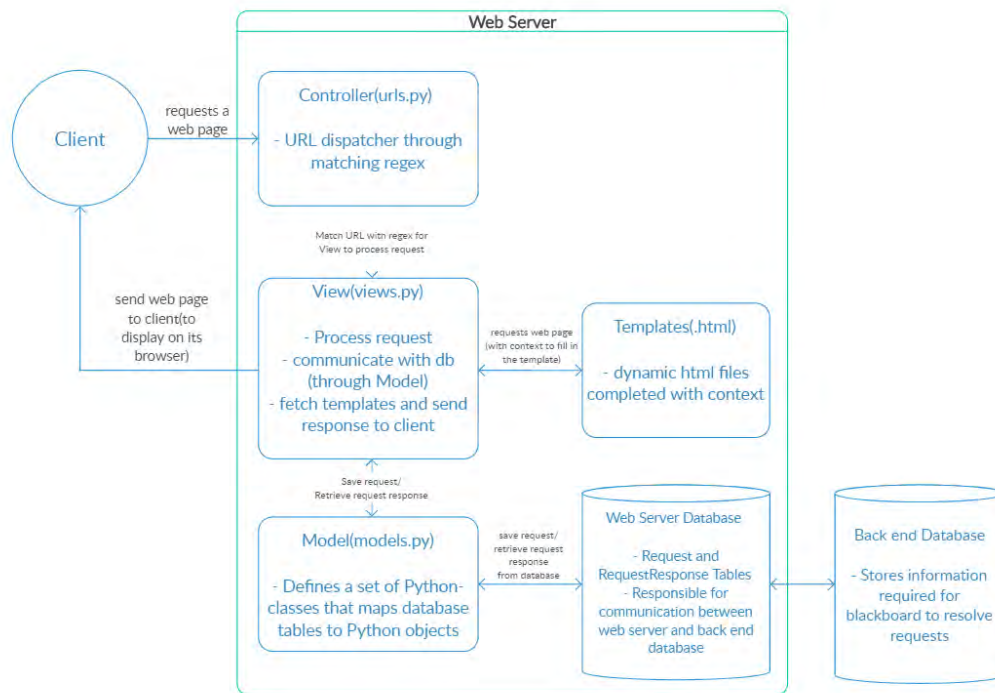 Web Server
Client
requests a
web page
Controller(urls.py)
- URL dispatcher through
matching regex
Match URL with regex for
View to process request
send web page
to client(to
display on its
browser)
View(views.py)
- Process request
- communicate with db
(through Model)
- fetch templates and send
response to client
requests web page
(with context to fill in
the template)
Templates(.html)
- dynamic html files
completed with context
Save request/
Retrieve request response
Model(models.py)
- Defines a set of Python-
classes that maps database
tables to Python objects
save request/
retrieve request
response
from database
Web Server Database
- Request and
RequestResponse Tables
- Responsible for
communication between
web server and back end
database
Back end Database
- Stores information
required for
blackboard to resolve
requests